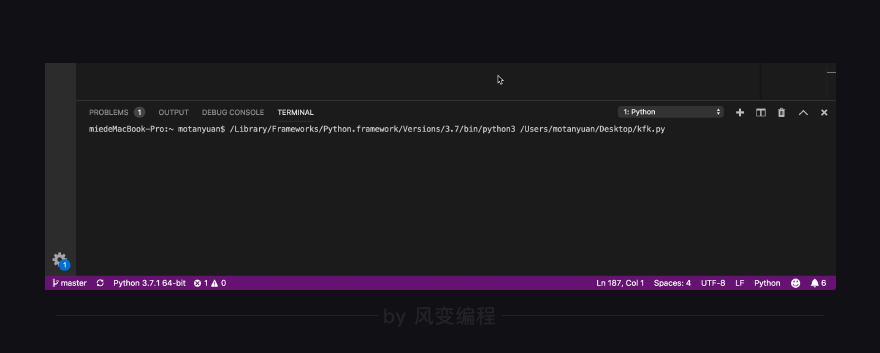 PROBLEMS 1 OUTPUT DEBUG CONSOLE TERMINAL 1: Python
miedeMacBook-Pro:~ motanyuan$ /Library/Frameworks/Python.framework/Versions/3.7/bin/python3 /Users/motanyuan/Desktop/kfk.py
1
master Python 3.7.1 64-bit 1 0 Ln 187, Col 1 Spaces: 4 UTF-8 LF Python 6
by 风变编程